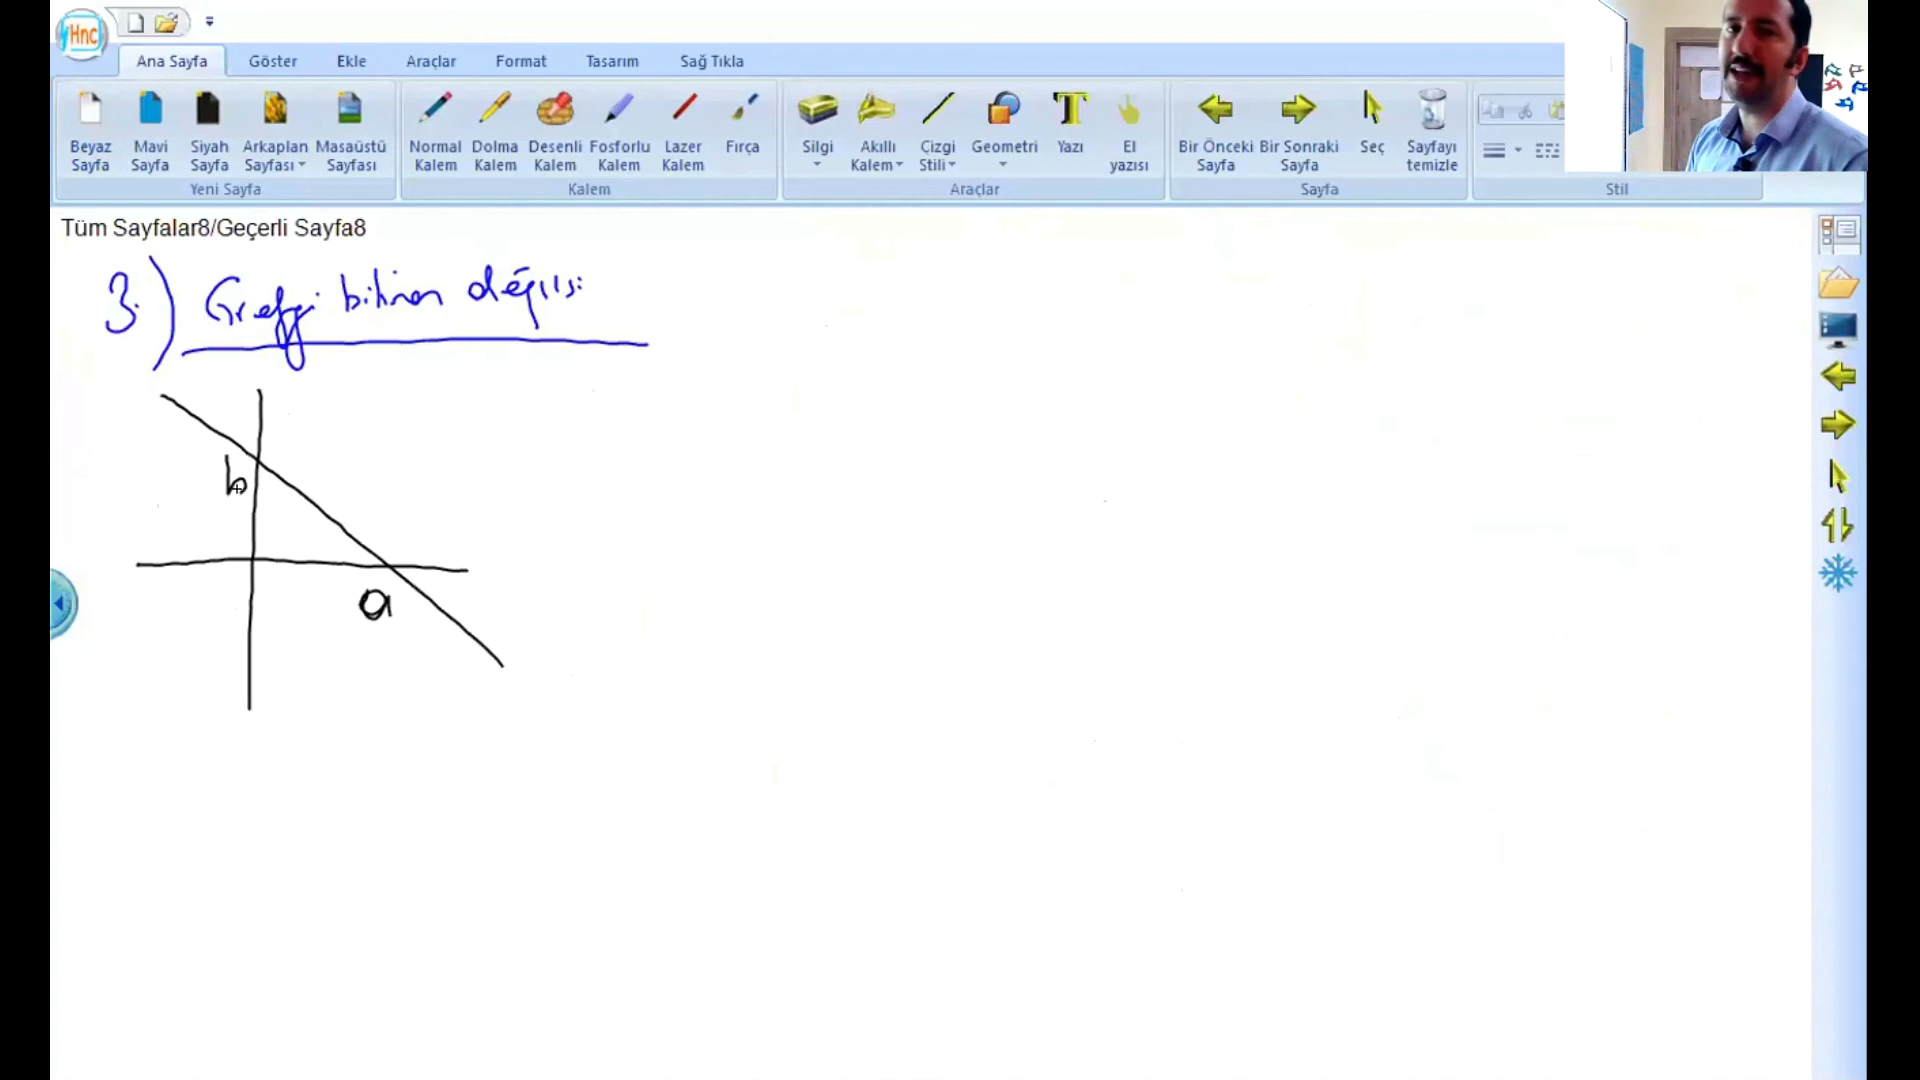 Hnc
Ana Sayfa Göster Ekle Araçlar Format Tasarım Sağ Tıkla
Beyaz Sayfa Mavi Sayfa Siyah Sayfa Arkaplan Sayfası Masaüstü Sayfası
Normal Kalem Dolma Kalem Desenli Kalem Fosforlu Kalem Lazer Kalem Fırça
Silgi Akıllı Kalem Çizgi Stili Geometri Yazı El yazısı
Bir Önceki Sayfa Bir Sonraki Sayfa Seç Sayfayı temizle
Yeni Sayfa Kalem Araçlar Sayfa Stil
Tüm Sayfalar8/Geçerli Sayfa8
3.) bilinen
b
a